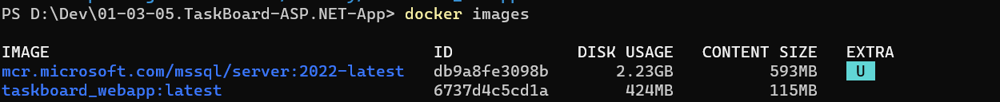 PS D:\Dev\01-03-05.TaskBoard-ASP.NET-App> docker images
IMAGE ID DISK USAGE CONTENT SIZE EXTRA
mcr.microsoft.com/mssql/server:2022-latest db9a8fe3098b 2.23GB 593MB U
taskboard_webapp:latest 6737d4c5cd1a 424MB 115MB